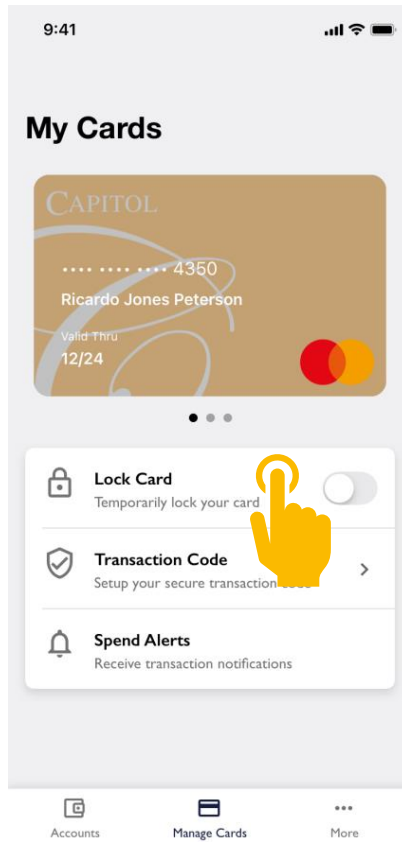 9:41
My Cards
CAPITOL
•••• •••• •••• 4350
Ricardo Jones Peterson
Valid Thru
12/24
Lock Card
Temporarily lock your card
Transaction Code
Setup your secure transaction code
Spend Alerts
Receive transaction notifications
Accounts
Manage Cards
More